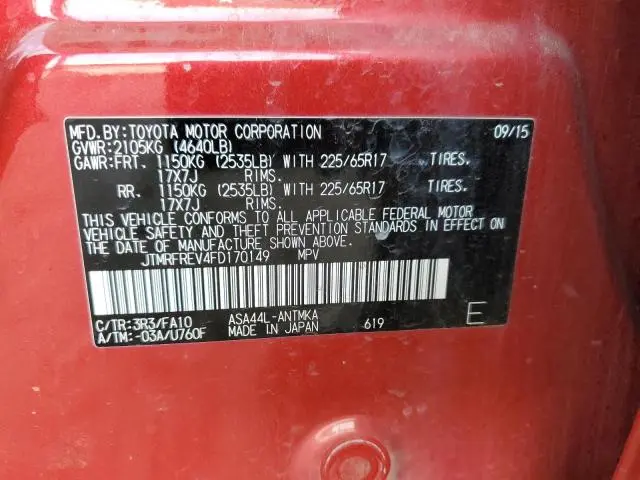 MFD.BY:TOYOTA MOTOR CORPORATION 09/15
GVWR:2105KG (4640LB)
GAWR:FRT. 1150KG (2535LB) WITH 225/65R17 TIRES.
17X7J RIMS.
RR. 1150KG (2535LB) WITH 225/65R17 TIRES.
17X7J RIMS.
THIS VEHICLE CONFORMS TO ALL APPLICABLE FEDERAL MOTOR
VEHICLE SAFETY AND THEFT PREVENTION STANDARDS IN EFFECT ON
THE DATE OF MANUFACTURE SHOWN ABOVE.
JTMRFREV4FD170149 MPV
C/TR:3R3/FA10 ASA44L-ANTMKA
A/TM:-03A/U760F MADE IN JAPAN 619 E